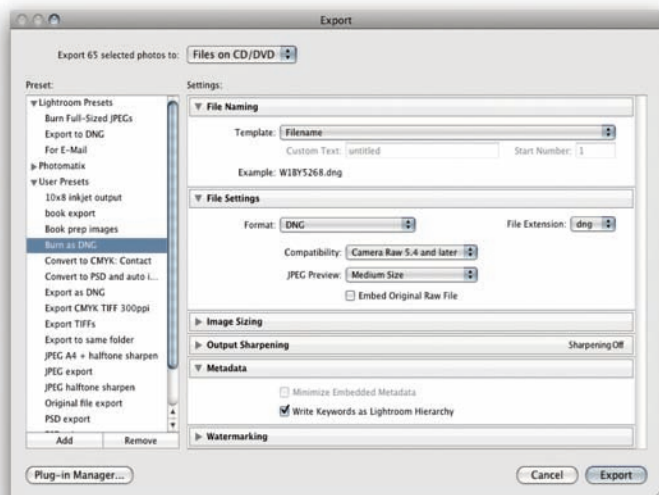 Export
Export 65 selected photos to: Files on CD/DVD
Preset:
Lightroom Presets
Burn Full-Sized JPEGs
Export to DNG
For E-Mail
Photomatix
User Presets
10x8 inkjet output
book export
Book prep images
Burn as DNG
Convert to CMYK: Contact
Convert to PSD and auto i...
Export as DNG
Export CMYK TIFF 300ppi
Export TIFFs
Export to same folder
JPEG A4 + halftone sharpen
JPEG export
JPEG halftone sharpen
Original file export
PSD export
Add Remove
Settings:
File Naming
Template: Filename
Custom Text: untitled Start Number: 1
Example: W1BY5268.dng
File Settings
Format: DNG File Extension: dng
Compatibility: Camera Raw 5.4 and later
JPEG Preview: Medium Size
Embed Original Raw File
Image Sizing
Output Sharpening Sharpening Off
Metadata
Minimize Embedded Metadata
Write Keywords as Lightroom Hierarchy
Watermarking
Plug-in Manager... Cancel Export